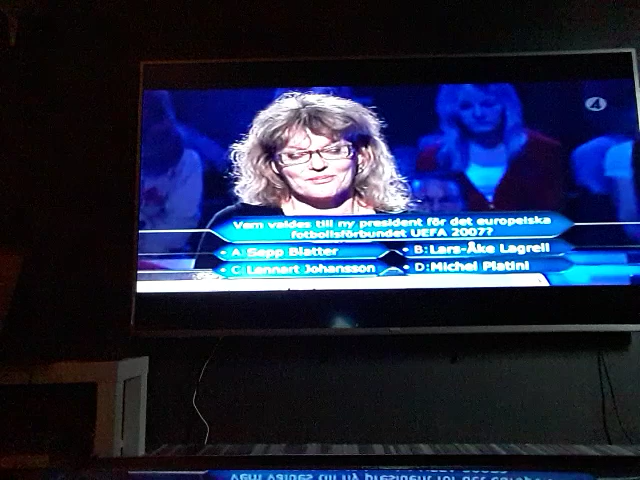 4
Vem valdes till ny president för det europeiska
fotbollsförbundet UEFA 2007?
A: Sepp Blatter
B: Lars-Åke Lagrell
C: Lennart Johansson
D: Michel Platini